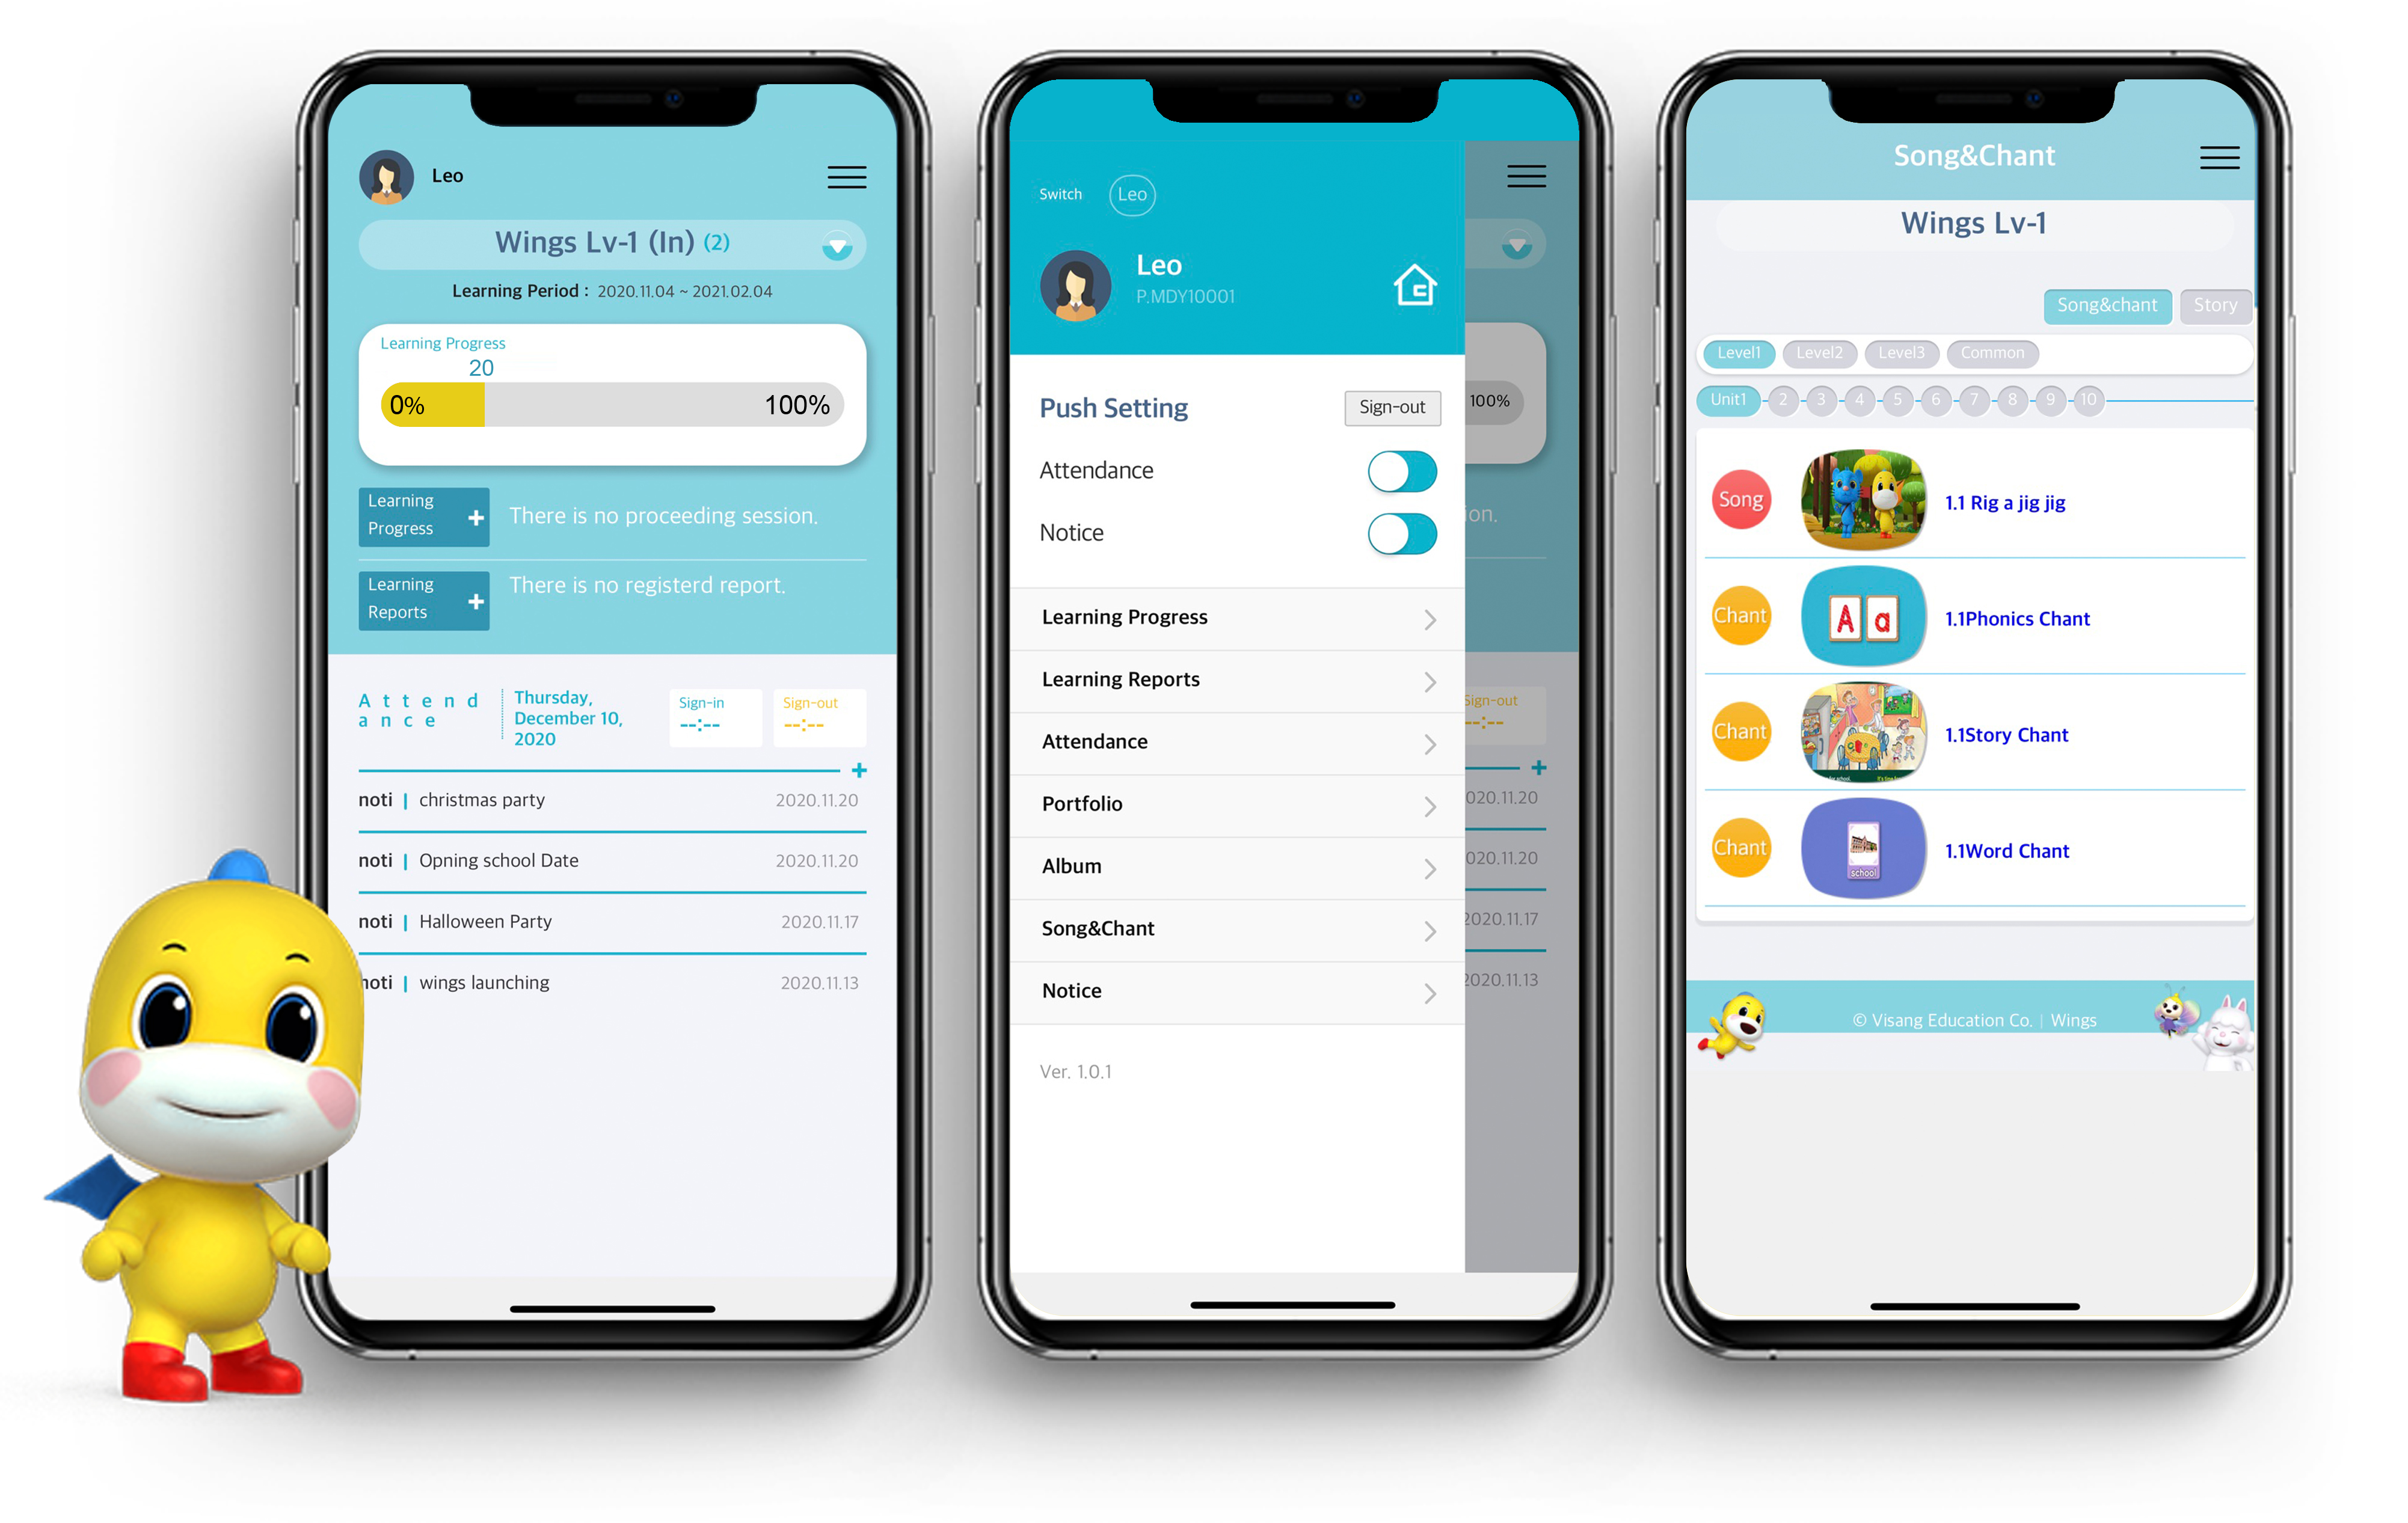 Leo
Wings Lv-1 (In) (2)
Learning Period : 2020.11.04 ~ 2021.02.04
Learning Progress
20
0% 100%
Learning
Progress +
There is no proceeding session.
Learning
Reports +
There is no registerd report.
Attend
ance
Thursday,
December 10,
2020
Sign-in
--:--
Sign-out
--:--
+
noti | christmas party 2020.11.20
noti | Opning school Date 2020.11.20
noti | Halloween Party 2020.11.17
noti | wings launching 2020.11.13
Switch Leo
Leo
P.MDY10001
Push Setting Sign-out
Attendance
Notice
Learning Progress
Learning Reports
Attendance
Portfolio
Album
Song&Chant
Notice
Ver. 1.0.1
100%
ion.
Sign-out
--:--
+
020.11.20
020.11.20
2020.11.17
2020.11.13
Song&Chant
Wings Lv-1
Song&chant Story
Level1 Level2 Level3 Common
Unit1 2 3 4 5 6 7 8 9 10
Song 1.1 Rig a jig jig
Chant A a 1.1Phonics Chant
Chant 1.1Story Chant
Chant school 1.1Word Chant
© Visang Education Co. | Wings